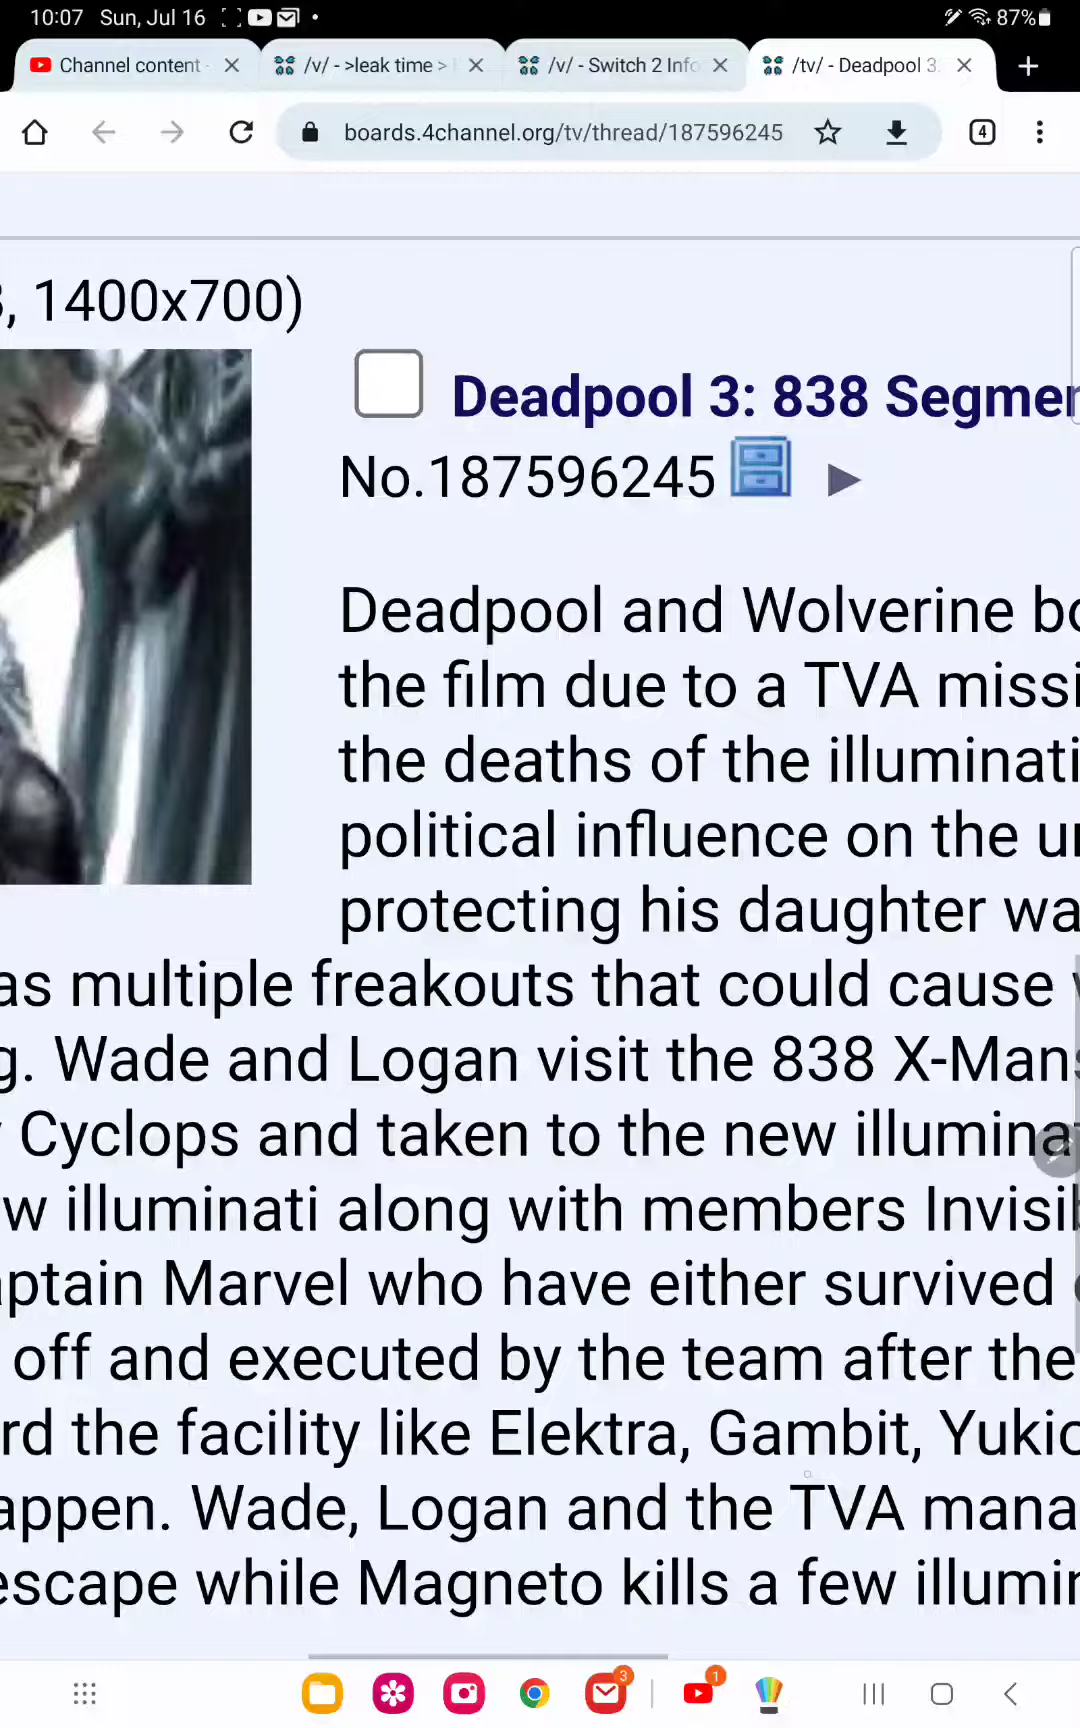 10:07 Sun, Jul 16 87%
Channel content /v/ - >leak time > /v/ - Switch 2 Info /tv/ - Deadpool 3.
boards.4channel.org/tv/thread/187596245 4
, 1400x700)
Deadpool 3: 838 Segmen
No.187596245
Deadpool and Wolverine bo
the film due to a TVA missi
the deaths of the illuminati
political influence on the u
protecting his daughter wa
as multiple freakouts that could cause
g. Wade and Logan visit the 838 X-Mans
Cyclops and taken to the new illumina
w illuminati along with members Invisib
aptain Marvel who have either survived
off and executed by the team after the
rd the facility like Elektra, Gambit, Yukio
appen. Wade, Logan and the TVA mana
escape while Magneto kills a few illumin
3 1